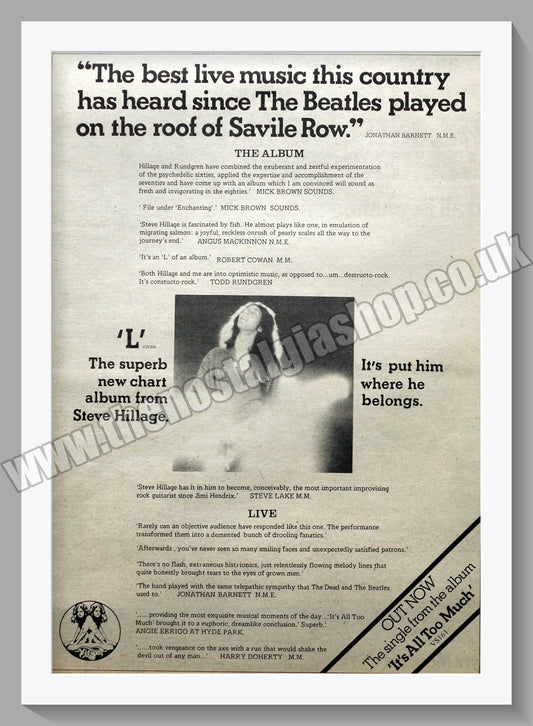 “The best live music this country
has heard since The Beatles played
on the roof of Savile Row.” JONATHAN BARNETT N.M.E.
THE ALBUM
Hillage and Rundgren have combined the exuberant and zestful experimentation
of the psychedelic sixties, applied the expertise and accomplishment of the
seventies and have come up with an album which I am convinced will sound as
fresh and invigorating in the eighties.’ MICK BROWN SOUNDS.
‘File under ‘Enchanting’.’ MICK BROWN SOUNDS.
‘Steve Hillage is fascinated by fish. He almost plays like one, in emulation of
migrating salmon: a joyful, reckless onrush of pearly scales all the way to the
journey's end.’ ANGUS MACKINNON N.M.E.
‘It's an ‘L’ of an album.’ ROBERT COWAN M.M.
‘Both Hillage and me are into optimistic music, as opposed to...um...destructo-rock.
It's constucto-rock.’ TODD RUNDGREN
‘L’ V2066
The superb
new chart
album from
Steve Hillage.
It's put him
where he
belongs.
www.thenostalgiashop.co.uk
‘Steve Hillage has it in him to become, conceivably, the most important improvising
rock guitarist since Jimi Hendrix.’ STEVE LAKE M.M.
LIVE
‘Rarely can an objective audience have responded like this one. The performance
transformed them into a demented bunch of drooling fanatics.’
‘Afterwards, you've never seen so many smiling faces and unexpectedly satisfied patrons.’
‘There's no flash, extraneous histrionics, just relentlessly flowing melody lines that
quite honestly brought tears to the eyes of grown men.’
‘The band played with the same telepathic sympathy that The Dead and The Beatles
used to.’ JONATHAN BARNETT N.M.E.
‘..... providing the most exquisite musical moments of the day...‘It's All Too
Much’ brought it to a euphoric, dreamlike conclusion.’ Superb.’
ANGIE ERRIGO AT HYDE PARK.
‘.....took vengeance on the axe with a run that would shake the
devil out of any man...’ HARRY DOHERTY M.M.
OUT NOW
The single from the album
‘It's All Too Much’
VS161